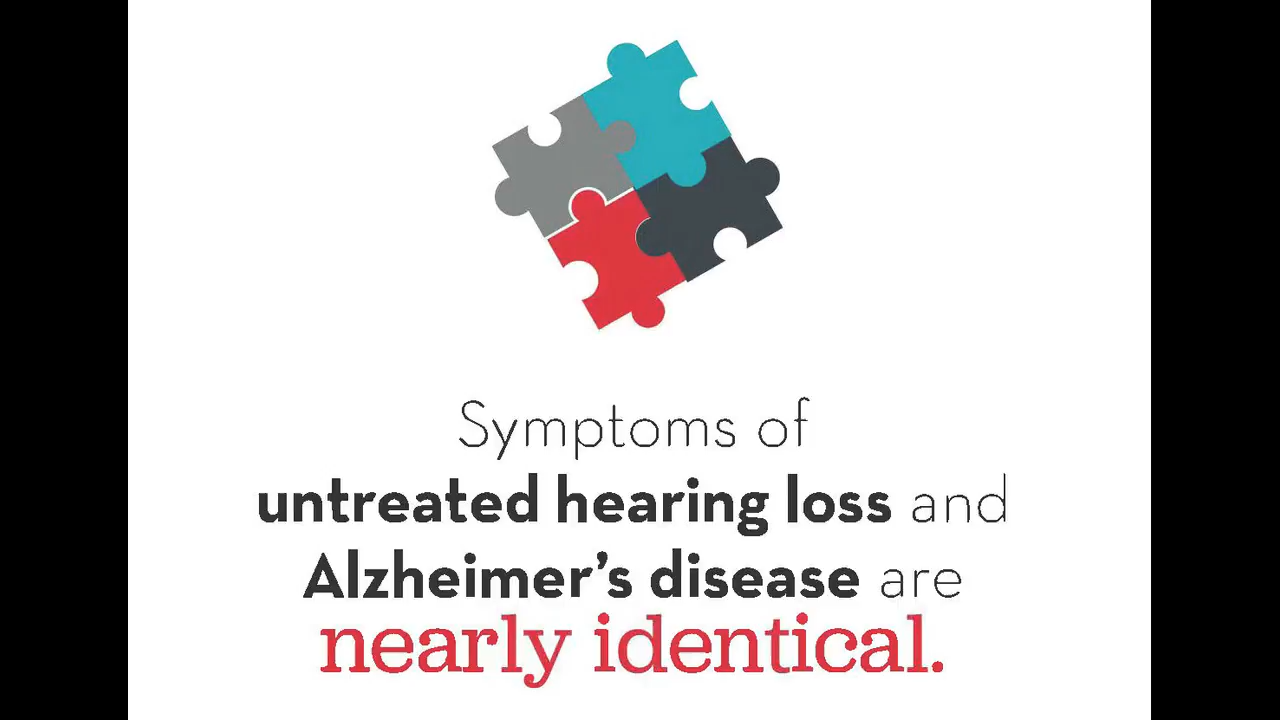 Symptoms of
untreated hearing loss and
Alzheimer's disease are
nearly identical.